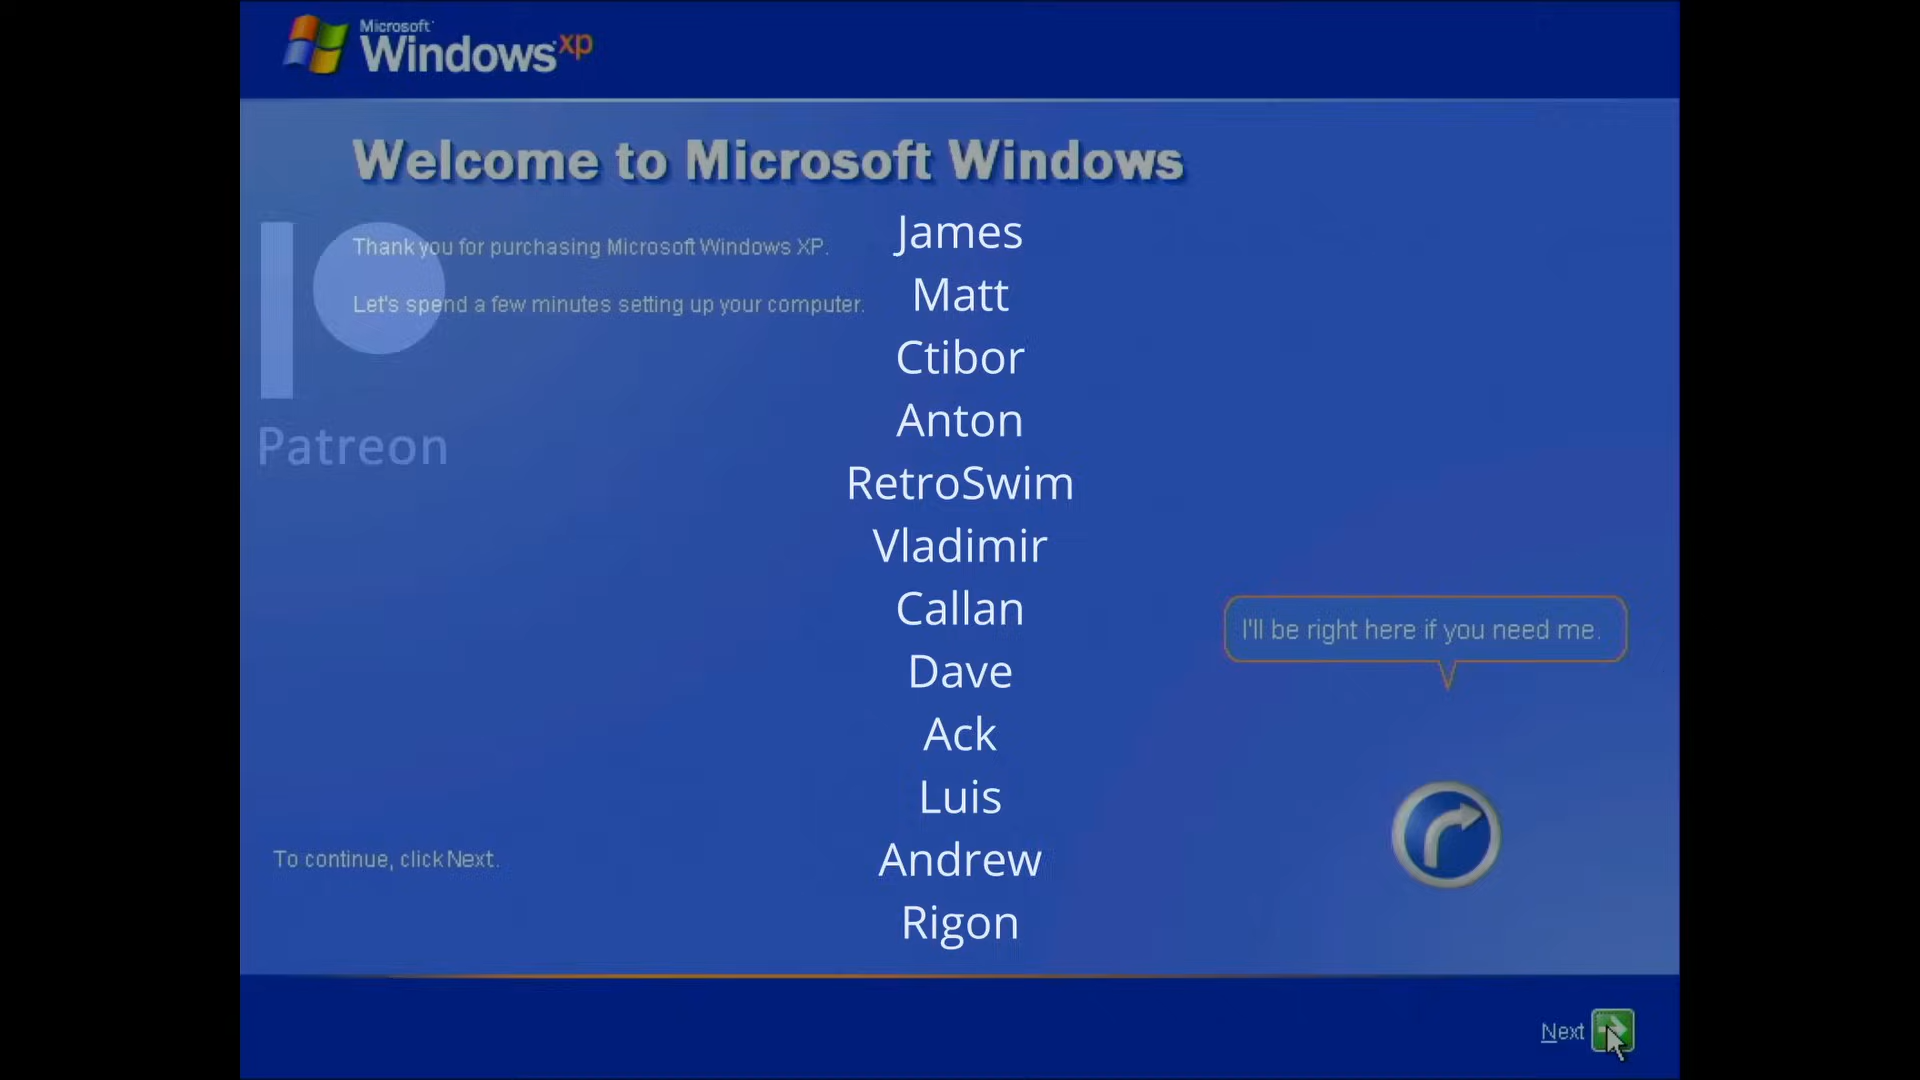 Microsoft
Windows xp
Welcome to Microsoft Windows
Thank you for purchasing Microsoft Windows XP.
Let's spend a few minutes setting up your computer.
Patreon
James
Matt
Ctibor
Anton
RetroSwim
Vladimir
Callan
Dave
Ack
Luis
Andrew
Rigon
I'll be right here if you need me.
To continue, click Next.
Next